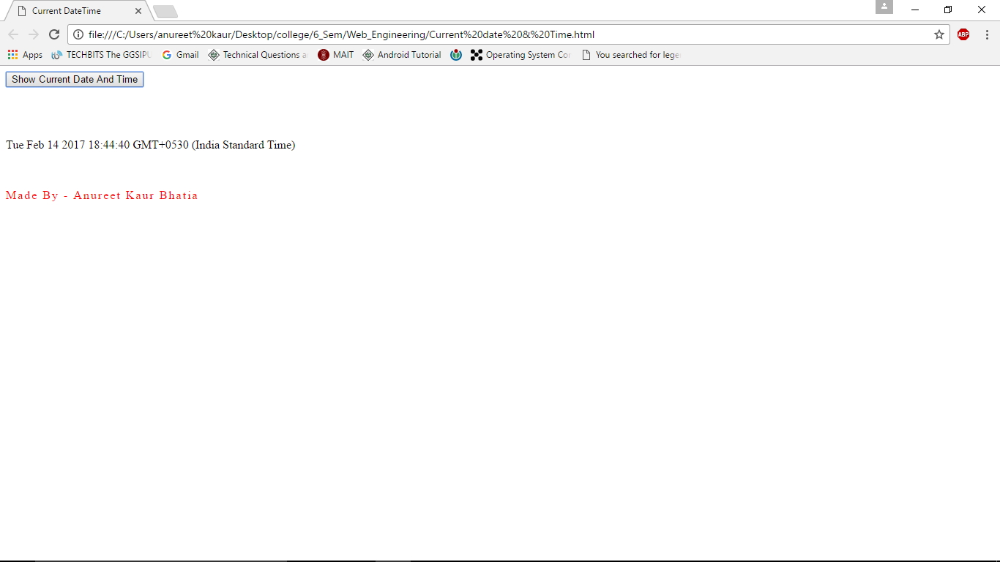 Current DateTime
file:///C:/Users/anureet%20kaur/Desktop/college/6_Sem/Web_Engineering/Current%20date%20&%20Time.html
ABP
Apps TECHBITS The GGSIPU Gmail Technical Questions a MAIT Android Tutorial Operating System Con You searched for lege
Show Current Date And Time
Tue Feb 14 2017 18:44:40 GMT+0530 (India Standard Time)
Made By - Anureet Kaur Bhatia